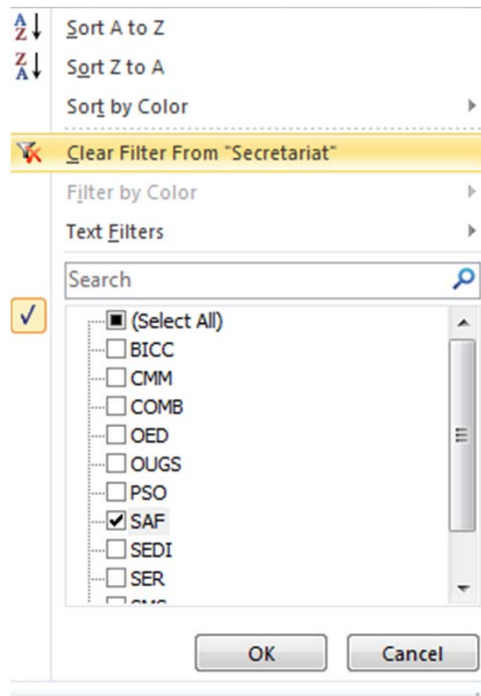 Sort A to Z
Sort Z to A
Sort by Color
Clear Filter From "Secretariat"
Filter by Color
Text Filters
Search
(Select All)
BICC
CMM
COMB
OED
OUGS
PSO
SAF
SEDI
SER
OK Cancel